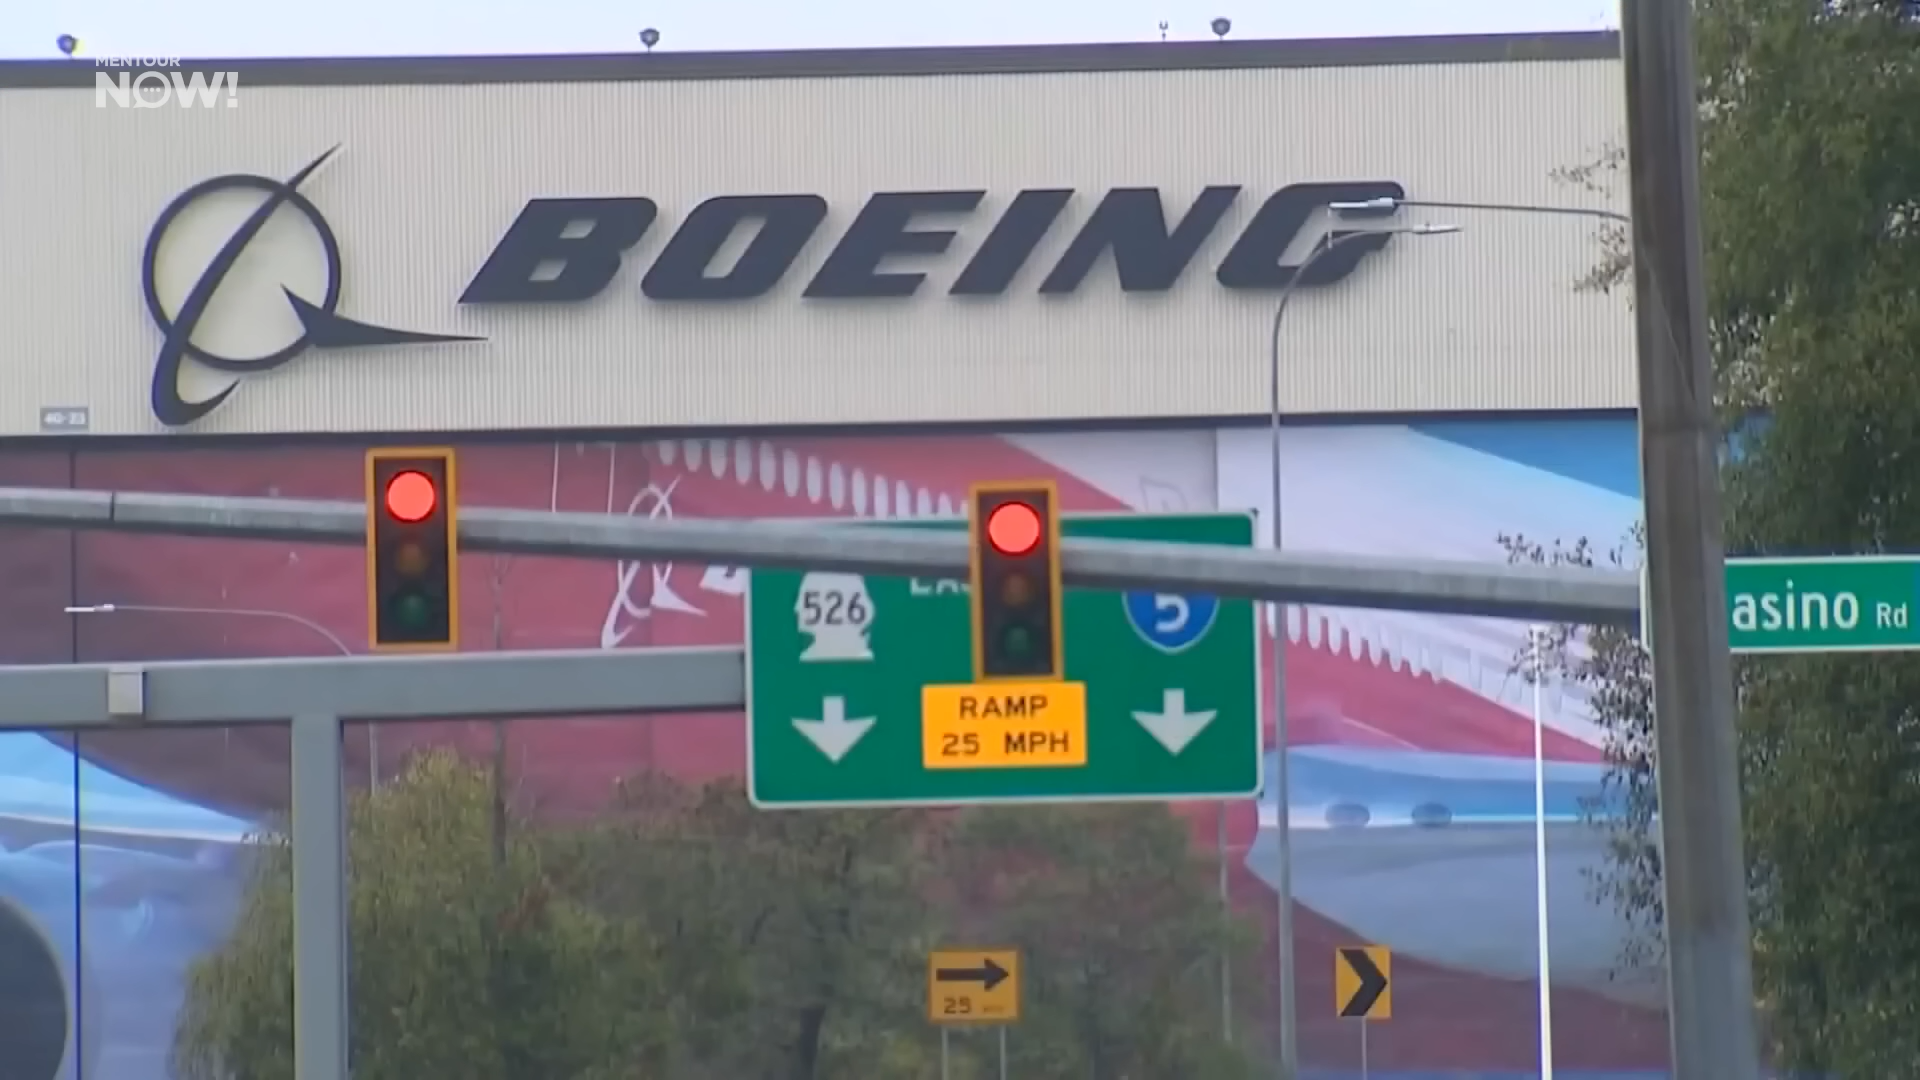 MENTOUR
NOW!
BOEING
40-23
526
5
asino Rd
RAMP
25 MPH
25